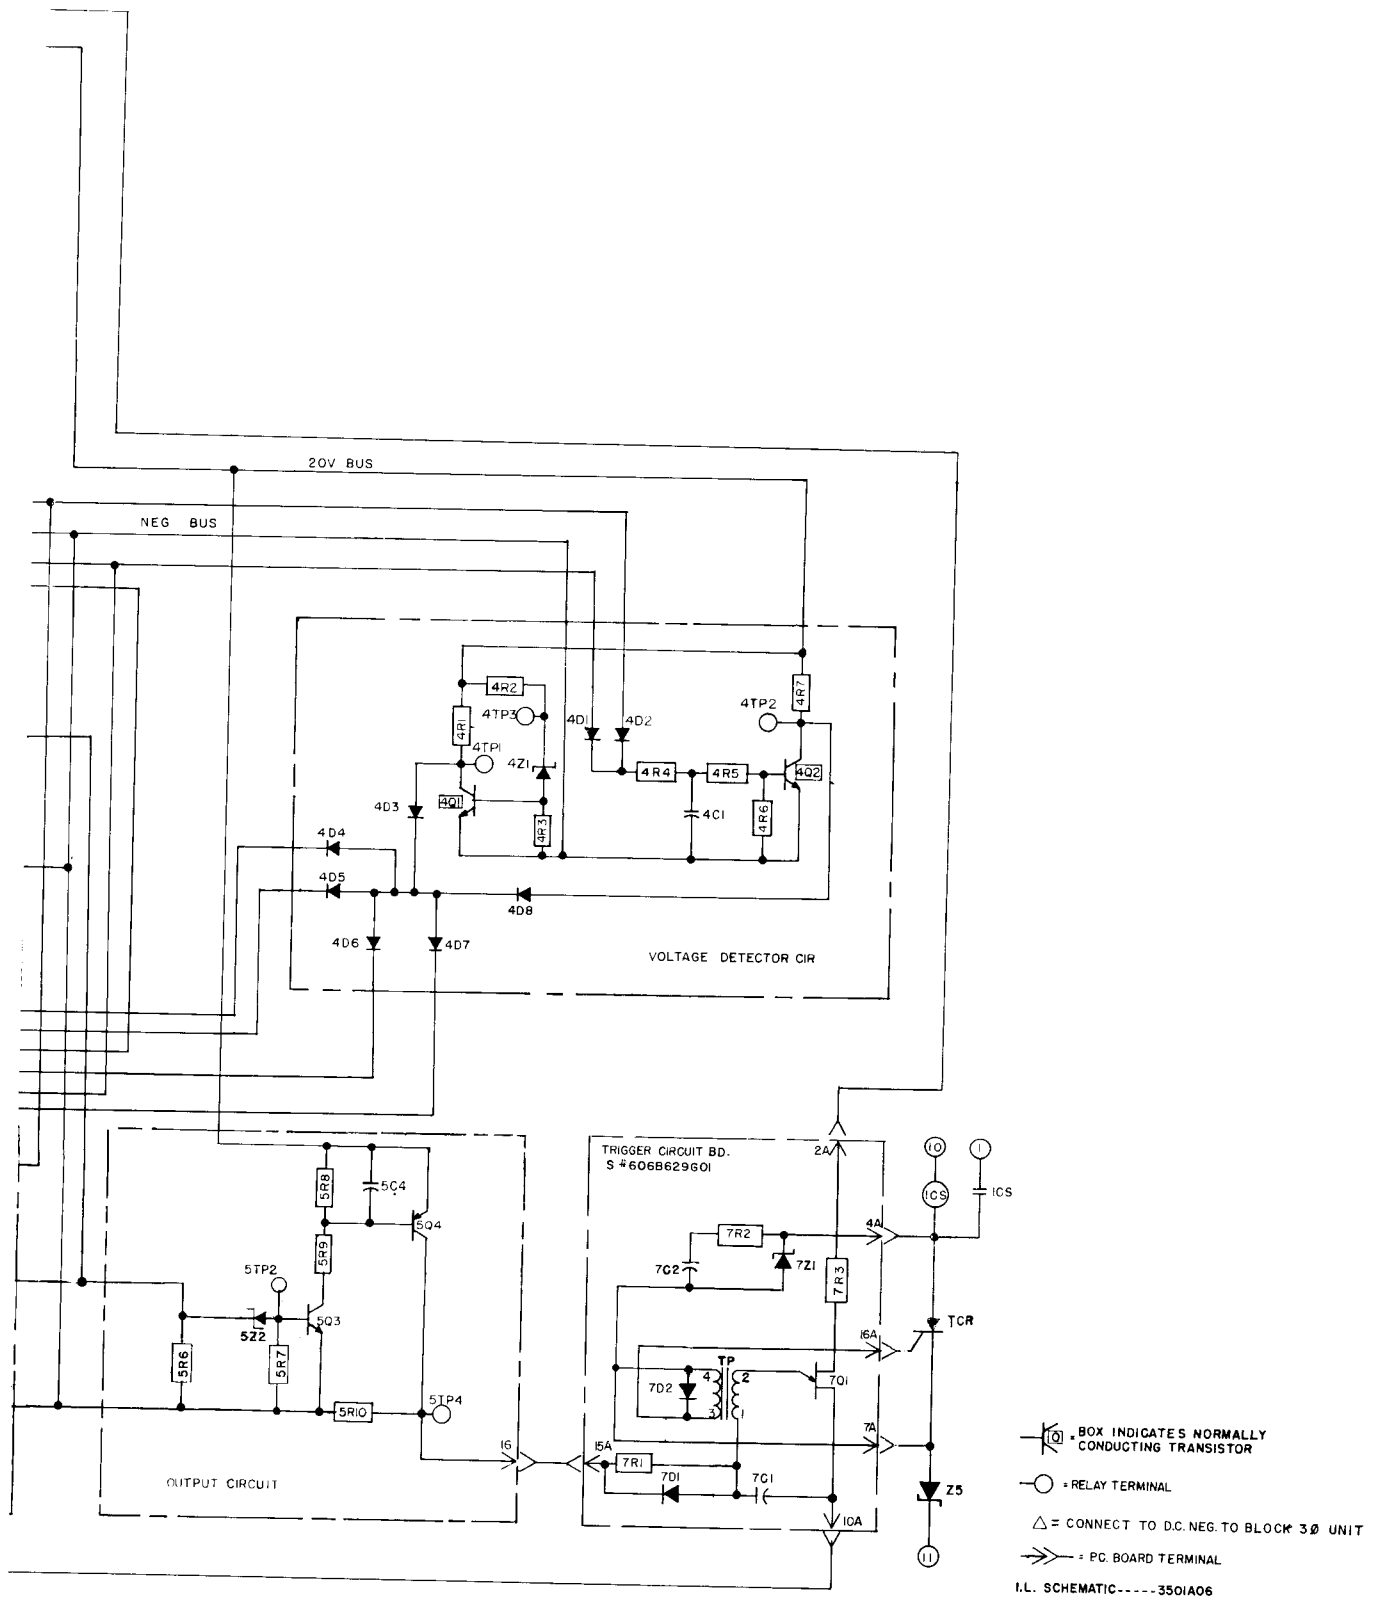 20V BUS
NEG BUS
4R2
4TP3
4R1
4TP1
4Z1
4D1
4D2
4TP2
4R7
4R4
4R5
4Q2
4D3
4Q1
4R3
4C1
4R6
4D4
4D5
4D8
4D6
4D7
VOLTAGE DETECTOR CIR
TRIGGER CIRCUIT BD.
S #606B629G01
2A
10
1
ICS
ICS
5R8
5C4
5Q4
5R9
7R2
4A
7C2
7Z1
7R3
5TP2
5Z2
5Q3
5R6
5R7
16A
TCR
TP
4
2
7D2
7Q1
3
1
5R10
5TP4
7A
16
15A
7R1
7D1
7C1
Z5
10A
11
OUTPUT CIRCUIT
Q = BOX INDICATES NORMALLY
CONDUCTING TRANSISTOR
= RELAY TERMINAL
△ = CONNECT TO D.C. NEG. TO BLOCK 3Ø UNIT
= P.C. BOARD TERMINAL
I.L. SCHEMATIC-----3501A06